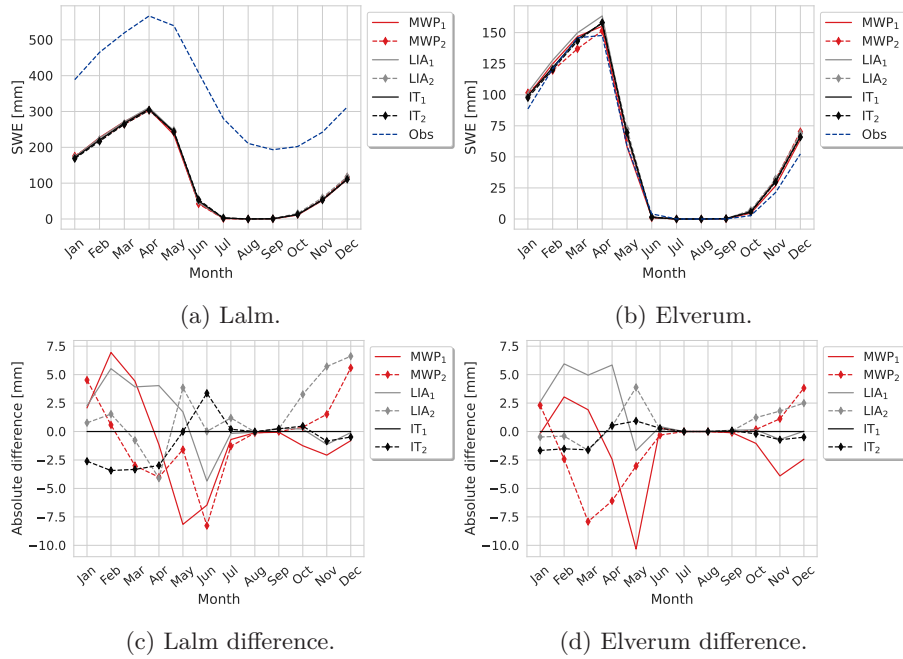 SWE [mm]
500
400
300
200
100
0
Jan Feb Mar Apr May Jun Jul Aug Sep Oct Nov Dec
Month
MWP1
MWP2
LIA1
LIA2
IT1
IT2
Obs
(a) Lalm.
SWE [mm]
150
125
100
75
50
25
0
Jan Feb Mar Apr May Jun Jul Aug Sep Oct Nov Dec
Month
MWP1
MWP2
LIA1
LIA2
IT1
IT2
Obs
(b) Elverum.
Absolute difference [mm]
7.5
5.0
2.5
0.0
−2.5
−5.0
−7.5
−10.0
Jan Feb Mar Apr May Jun Jul Aug Sep Oct Nov Dec
Month
MWP1
MWP2
LIA1
LIA2
IT1
IT2
(c) Lalm difference.
Absolute difference [mm]
7.5
5.0
2.5
0.0
−2.5
−5.0
−7.5
−10.0
Jan Feb Mar Apr May Jun Jul Aug Sep Oct Nov Dec
Month
MWP1
MWP2
LIA1
LIA2
IT1
IT2
(d) Elverum difference.